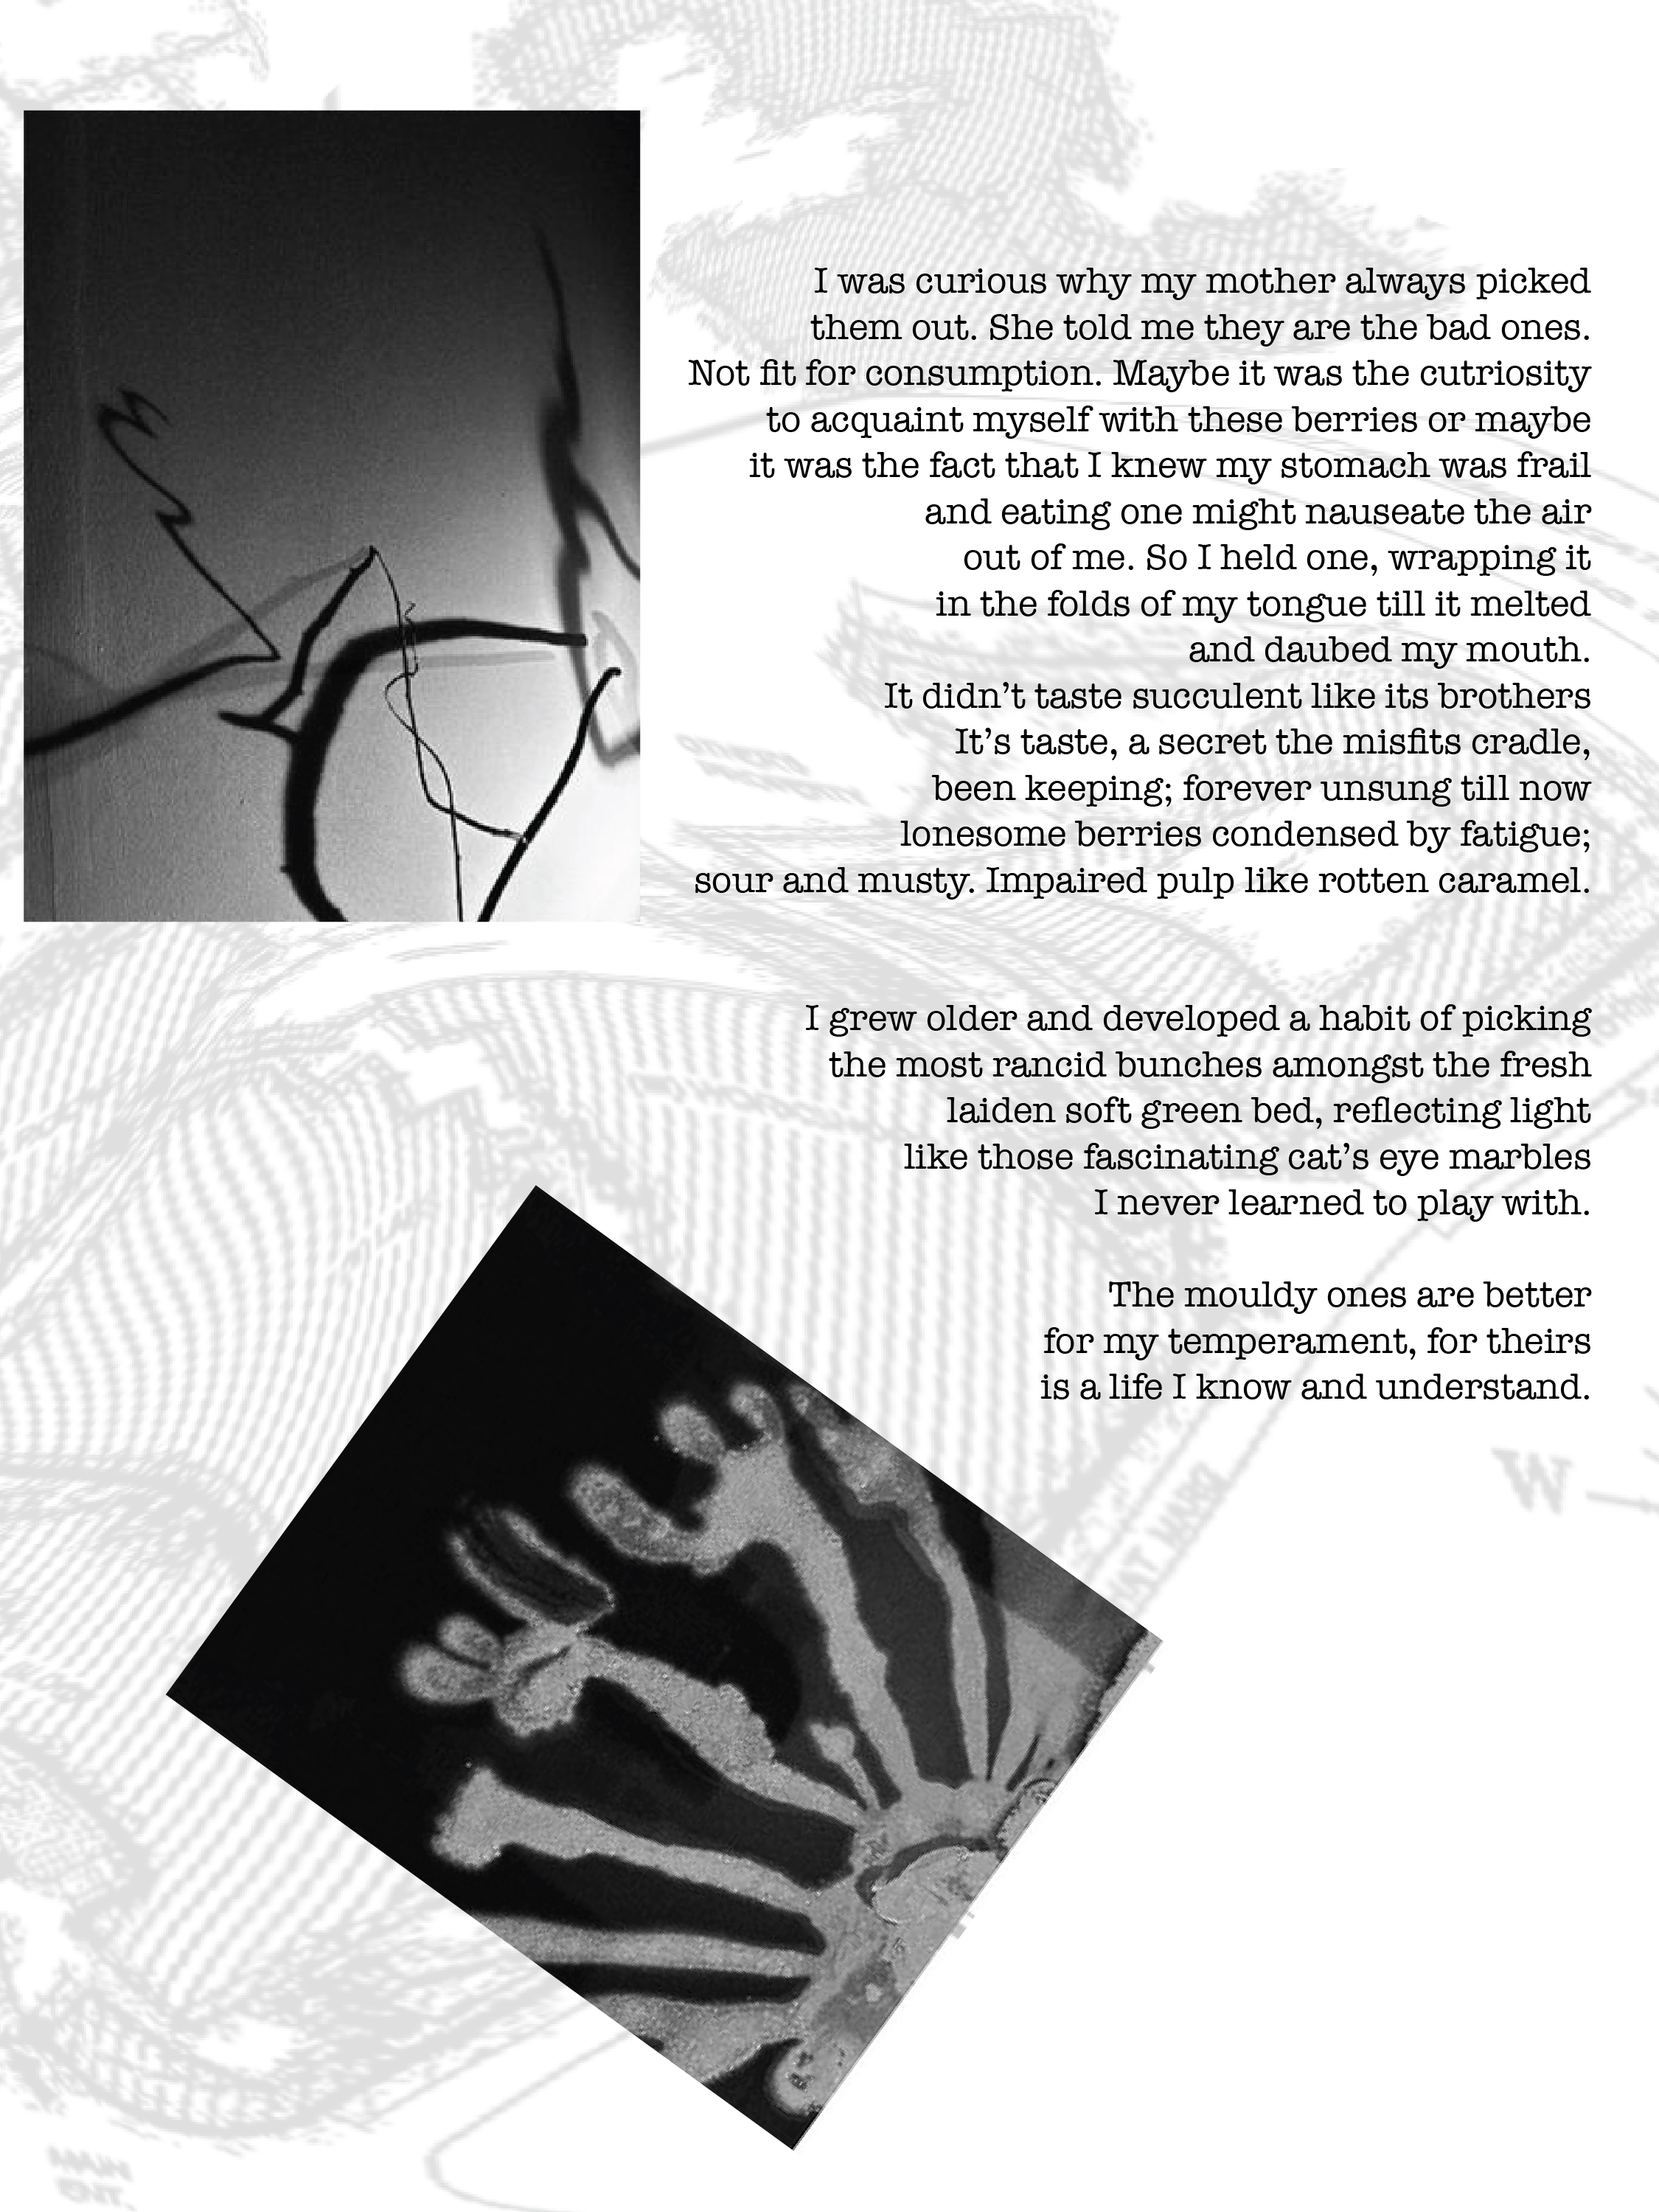 I was curious why my mother always picked
them out. She told me they are the bad ones.
Not fit for consumption. Maybe it was the cutriosity
to acquaint myself with these berries or maybe
it was the fact that I knew my stomach was frail
and eating one might nauseate the air
out of me. So I held one, wrapping it
in the folds of my tongue till it melted
and daubed my mouth.
It didn’t taste succulent like its brothers
It’s taste, a secret the misfits cradle,
been keeping; forever unsung till now
lonesome berries condensed by fatigue;
sour and musty. Impaired pulp like rotten caramel.
I grew older and developed a habit of picking
the most rancid bunches amongst the fresh
laiden soft green bed, reflecting light
like those fascinating cat’s eye marbles
I never learned to play with.
The mouldy ones are better
for my temperament, for theirs
is a life I know and understand.
W
MAIN
ENT.